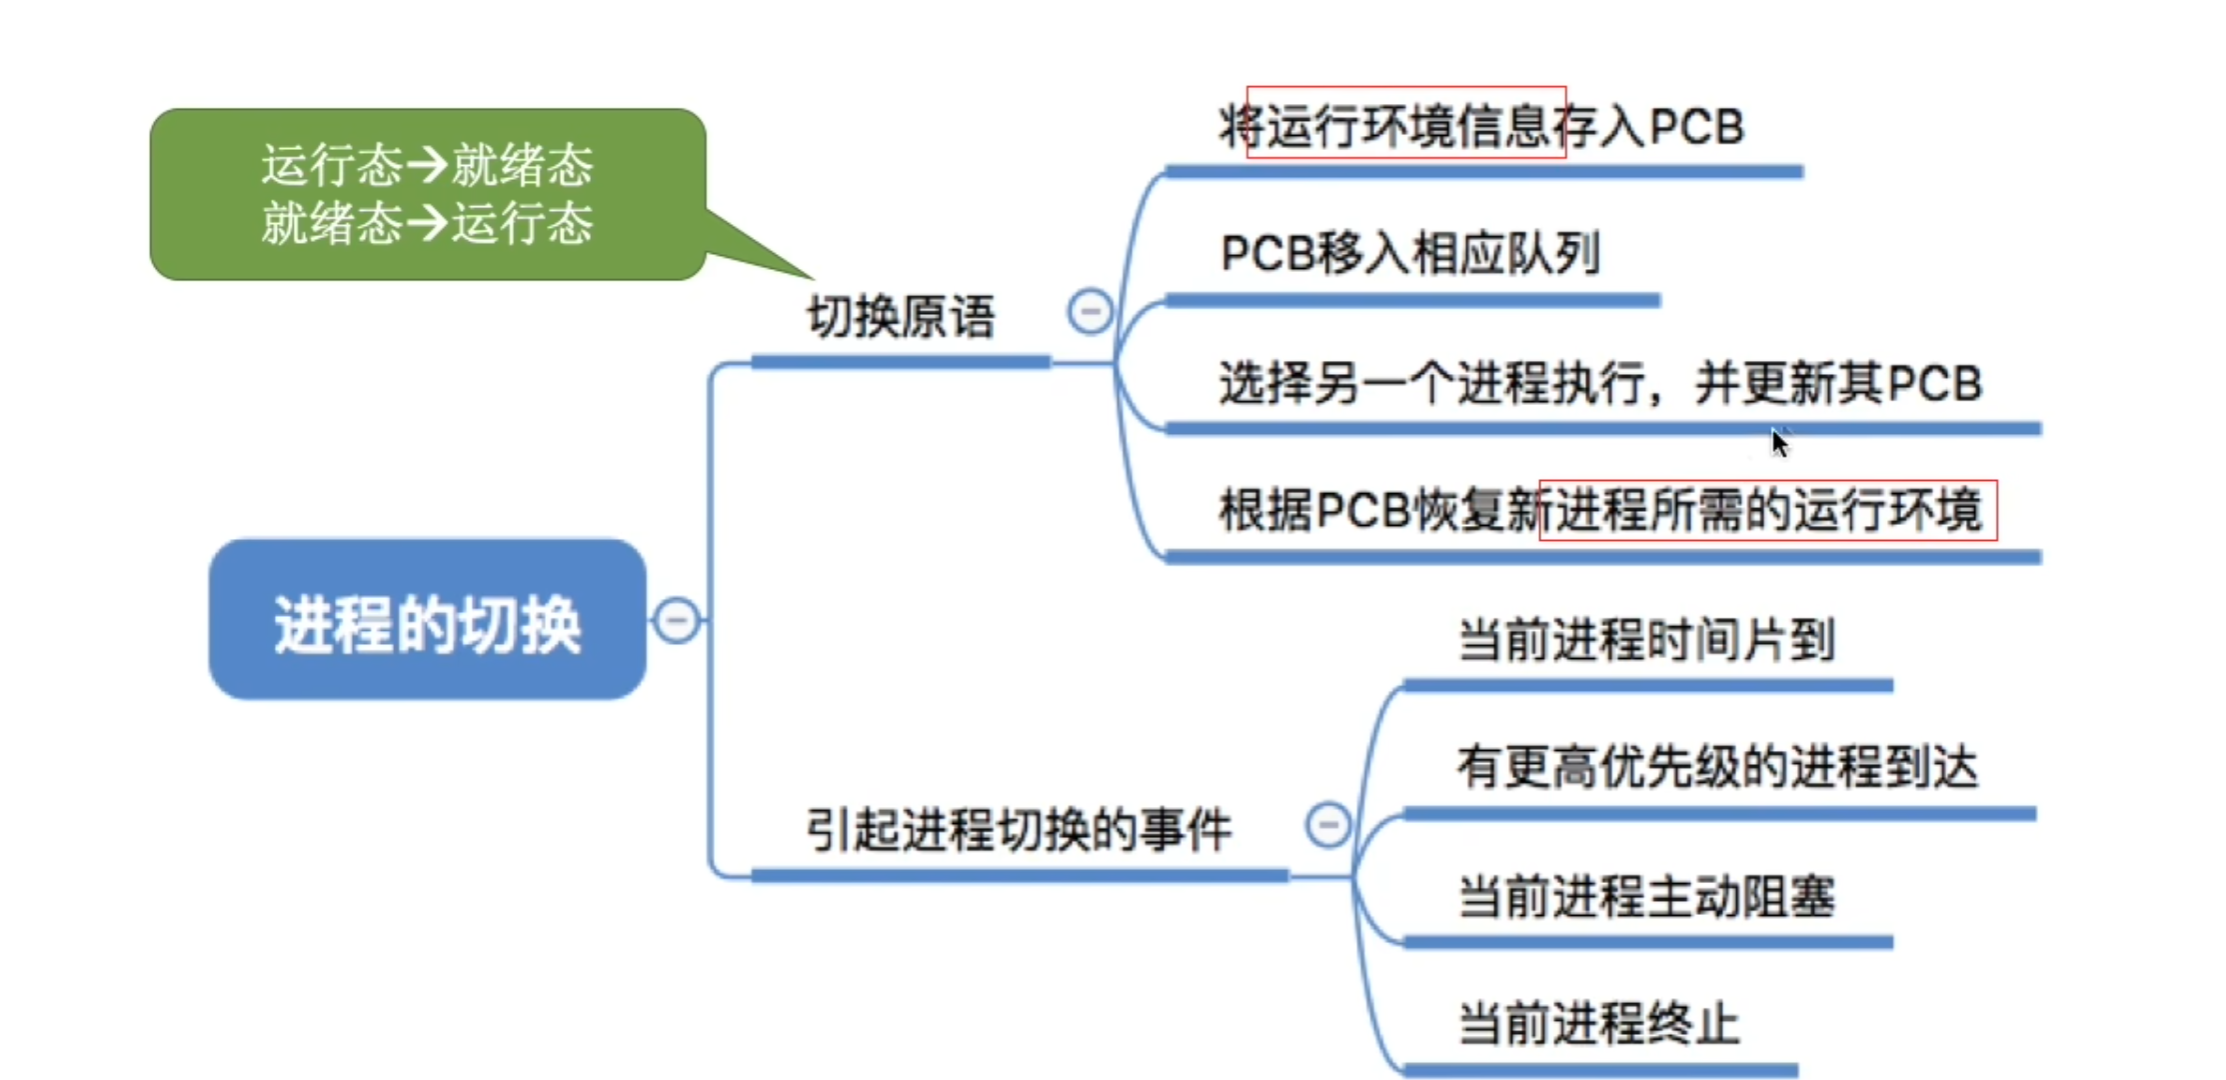 运行态→就绪态
就绪态→运行态
将运行环境信息存入PCB
PCB移入相应队列
切换原语
选择另一个进程执行，并更新其PCB
根据PCB恢复新进程所需的运行环境
进程的切换
当前进程时间片到
有更高优先级的进程到达
引起进程切换的事件
当前进程主动阻塞
当前进程终止